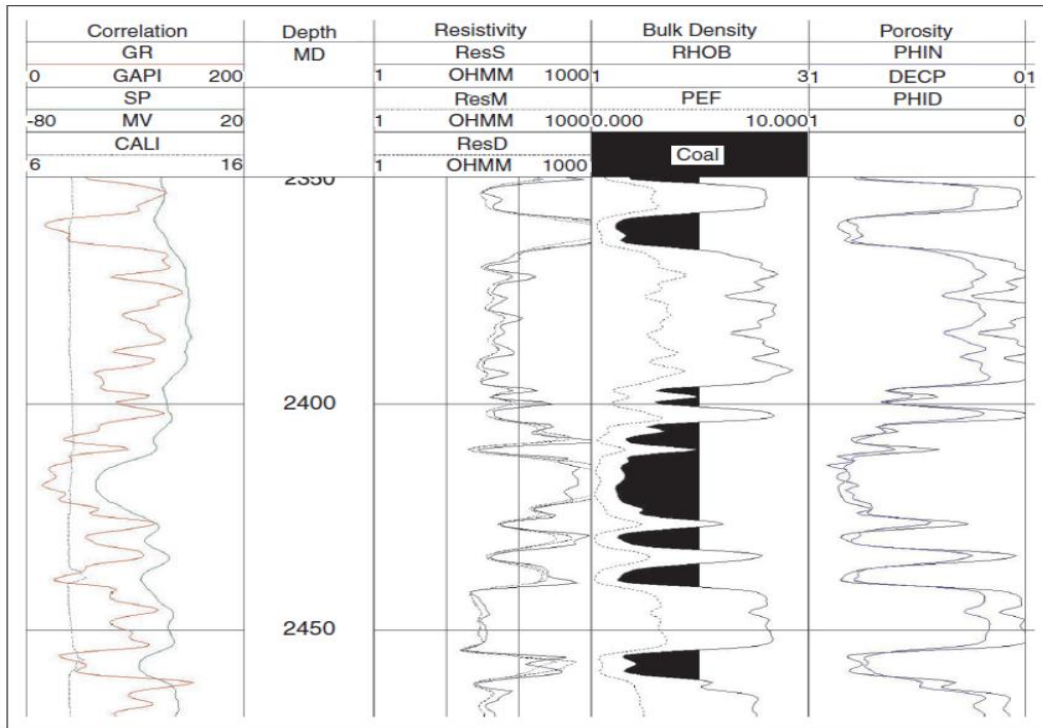 Correlation Depth Resistivity Bulk Density Porosity
GR MD ResS RHOB PHIN
0 GAPI 200 1 OHMM 1000 1 3 1 DECP 01
SP ResM PEF PHID
-80 MV 20 1 OHMM 1000 0.000 10.000 1 0
CALI ResD Coal
6 16 1 OHMM 1000
2350
2400
2450